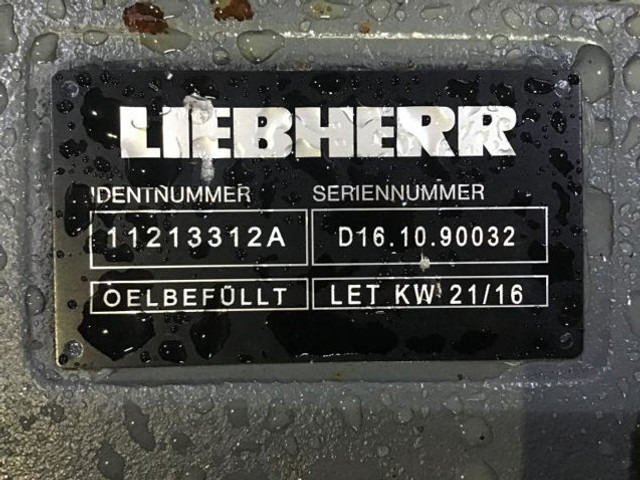 LIEBHERR
IDENTNUMMER SERIENNUMMER
11213312A D16.10.90032
OELBEFÜLLT LET KW 21/16